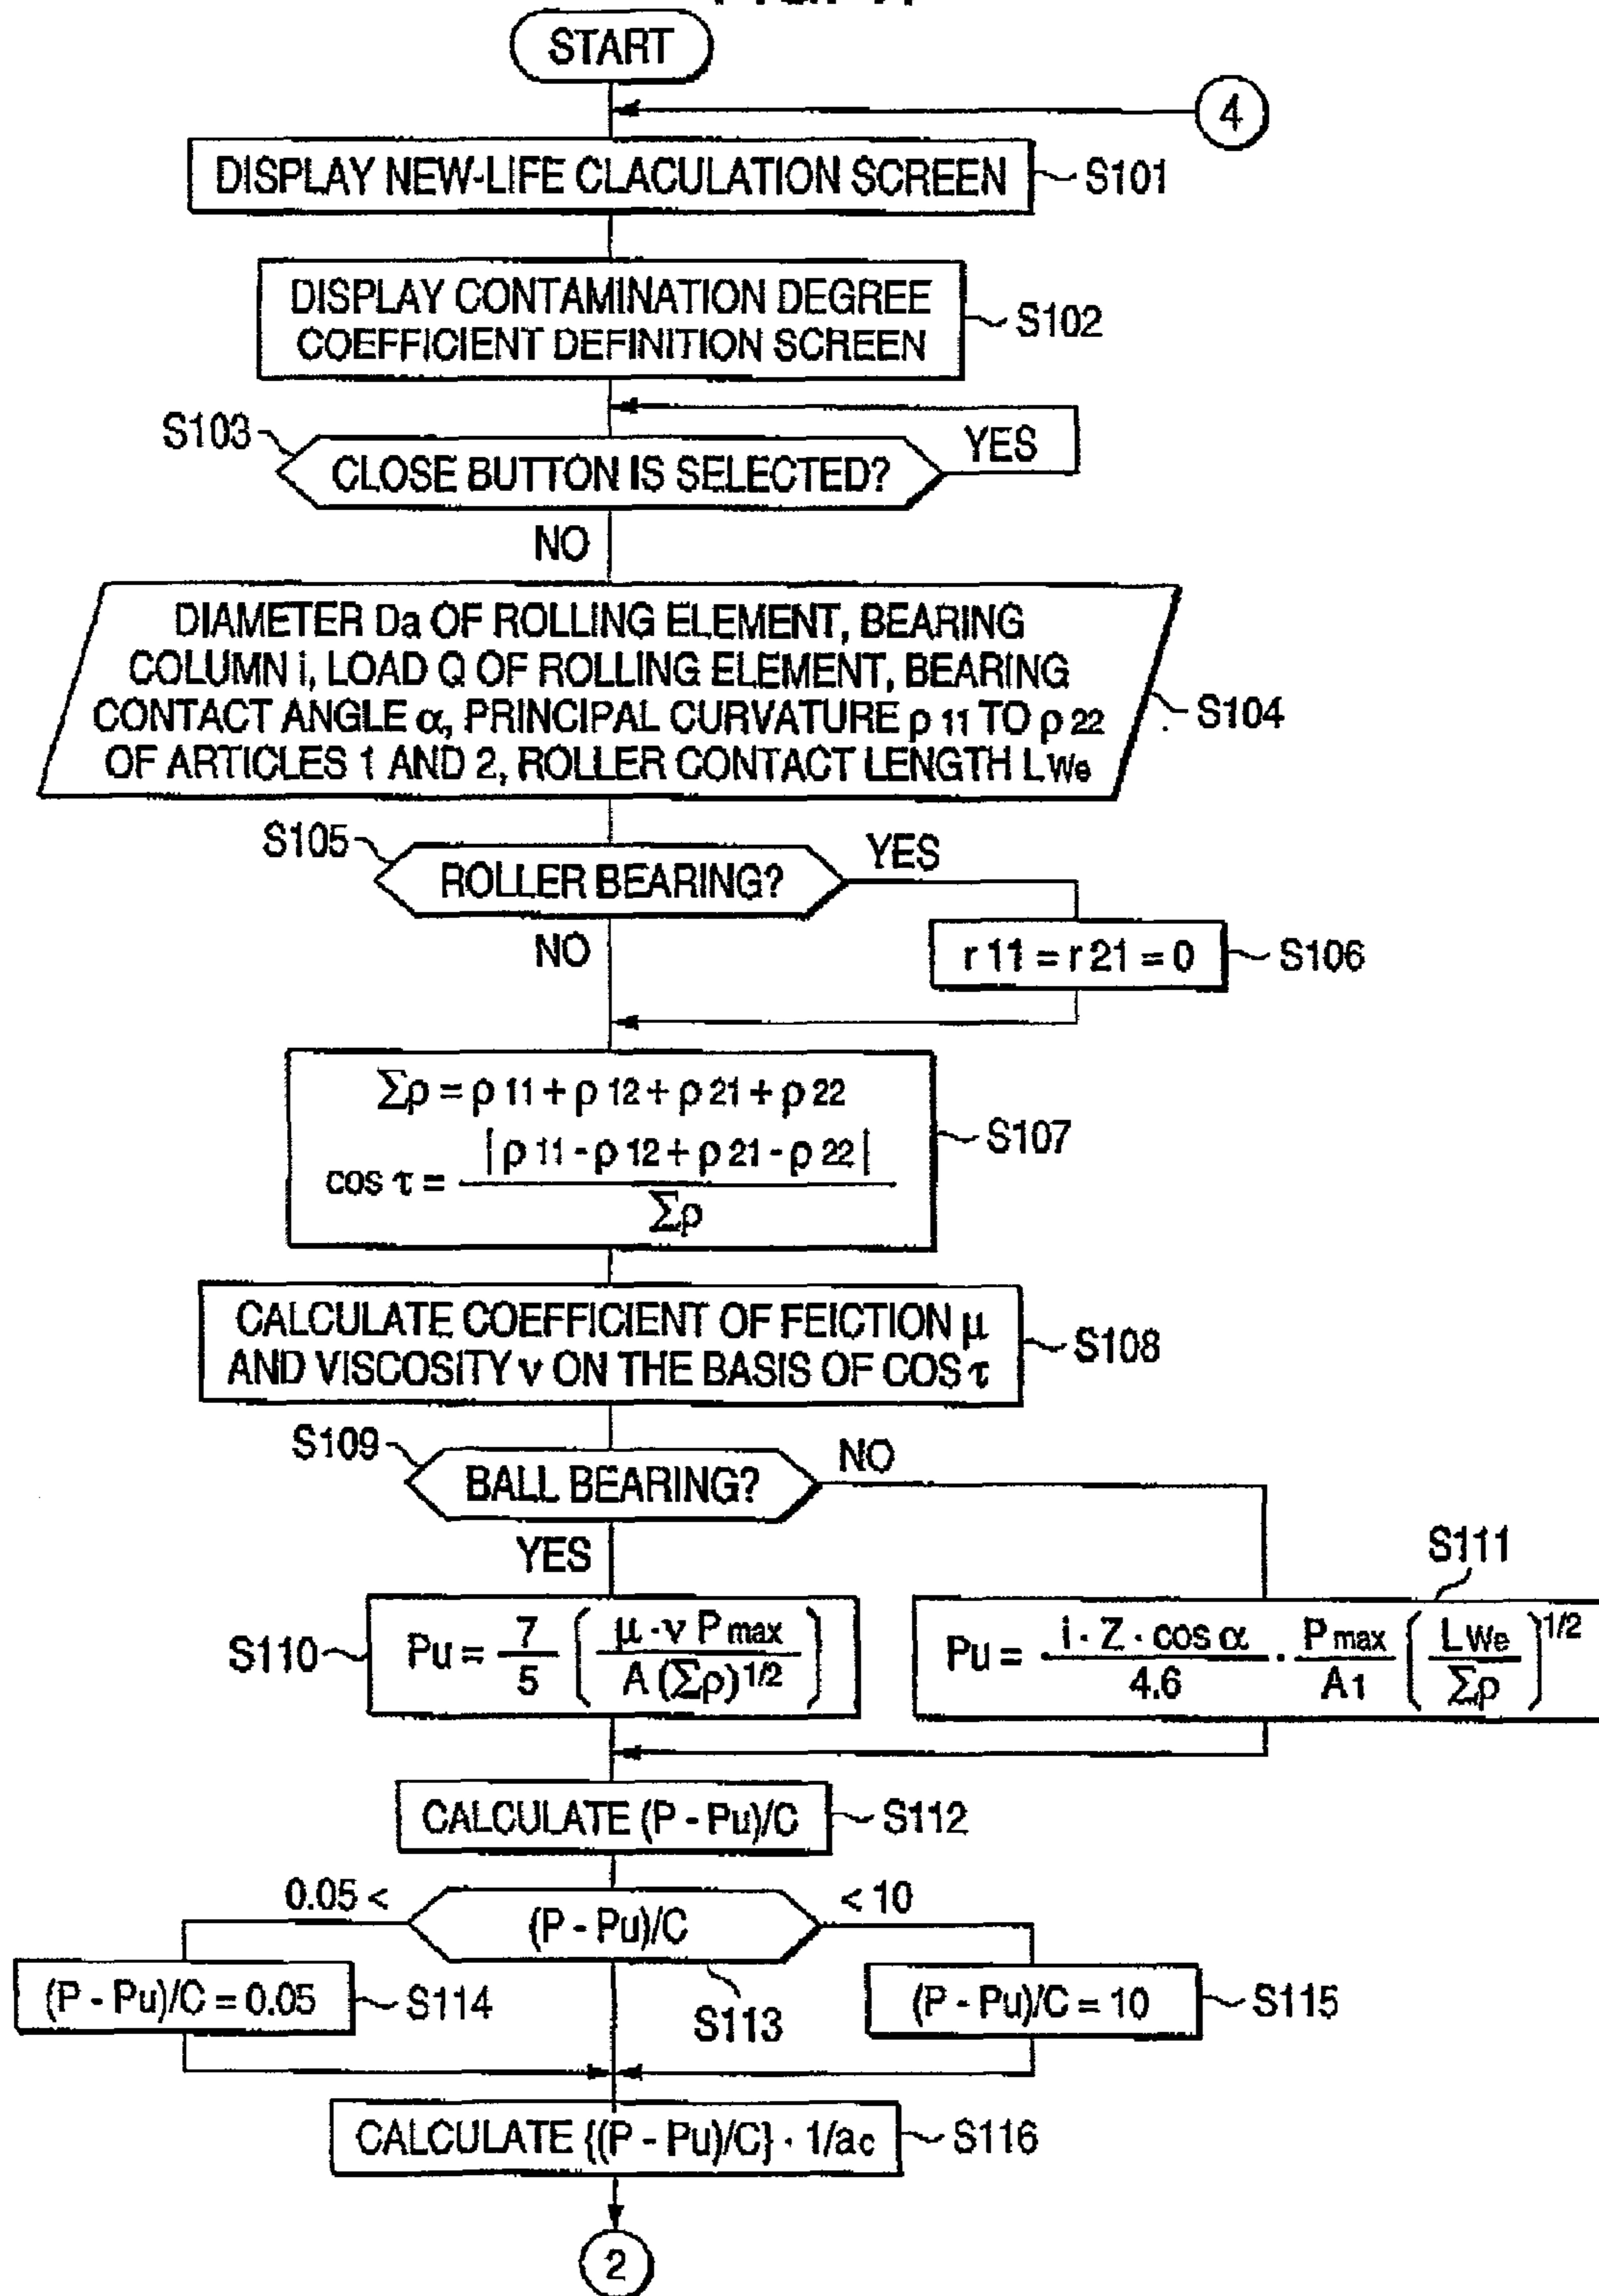 START
4
DISPLAY NEW-LIFE CLACULATION SCREEN
S101
DISPLAY CONTAMINATION DEGREE
COEFFICIENT DEFINITION SCREEN
S102
S103
CLOSE BUTTON IS SELECTED?
YES
NO
DIAMETER Da OF ROLLING ELEMENT, BEARING
COLUMN i, LOAD Q OF ROLLING ELEMENT, BEARING
CONTACT ANGLE α, PRINCIPAL CURVATURE ρ 11 TO ρ 22
OF ARTICLES 1 AND 2, ROLLER CONTACT LENGTH LWe
S104
S105
ROLLER BEARING?
YES
NO
r 11 = r 21 = 0
S106
Σρ = ρ 11 + ρ 12 + ρ 21 + ρ 22
cos τ = |ρ 11 - ρ 12 + ρ 21 - ρ 22| / Σρ
S107
CALCULATE COEFFICIENT OF FEICTION μ
AND VISCOSITY ν ON THE BASIS OF COS τ
S108
S109
BALL BEARING?
NO
YES
S110
Pu = 7/5 ( μ · ν P max / A (Σρ) 1/2 )
S111
Pu = i · Z · cos α / 4.6 · P max / A1 ( LWe / Σρ ) 1/2
CALCULATE (P - Pu)/C
S112
0.05 <
(P - Pu)/C
< 10
S113
(P - Pu)/C = 0.05
S114
(P - Pu)/C = 10
S115
CALCULATE {((P - Pu)/C} · 1/ac
S116
2